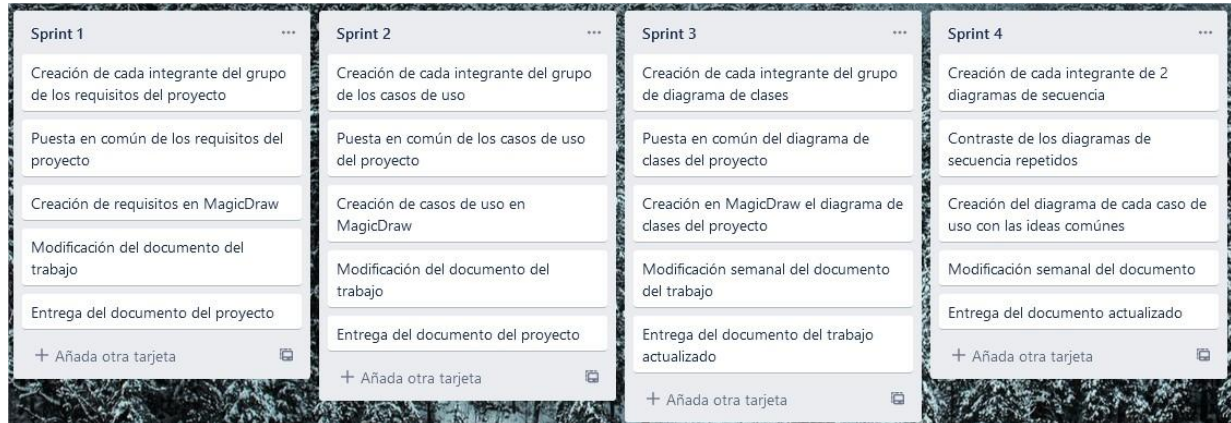 Sprint 1
Creación de cada integrante del grupo
de los requisitos del proyecto
Puesta en común de los requisitos del
proyecto
Creación de requisitos en MagicDraw
Modificación del documento del
trabajo
Entrega del documento del proyecto
+ Añada otra tarjeta
Sprint 2
Creación de cada integrante del grupo
de los casos de uso
Puesta en común de los casos de uso
del proyecto
Creación de casos de uso en
MagicDraw
Modificación del documento del
trabajo
Entrega del documento del proyecto
+ Añada otra tarjeta
Sprint 3
Creación de cada integrante del grupo
de diagrama de clases
Puesta en común del diagrama de
clases del proyecto
Creación en MagicDraw el diagrama de
clases del proyecto
Modificación semanal del documento
del trabajo
Entrega del documento del trabajo
actualizado
+ Añada otra tarjeta
Sprint 4
Creación de cada integrante de 2
diagramas de secuencia
Contraste de los diagramas de
secuencia repetidos
Creación del diagrama de cada caso de
uso con las ideas comúnes
Modificación semanal del documento
Entrega del documento actualizado
+ Añada otra tarjeta